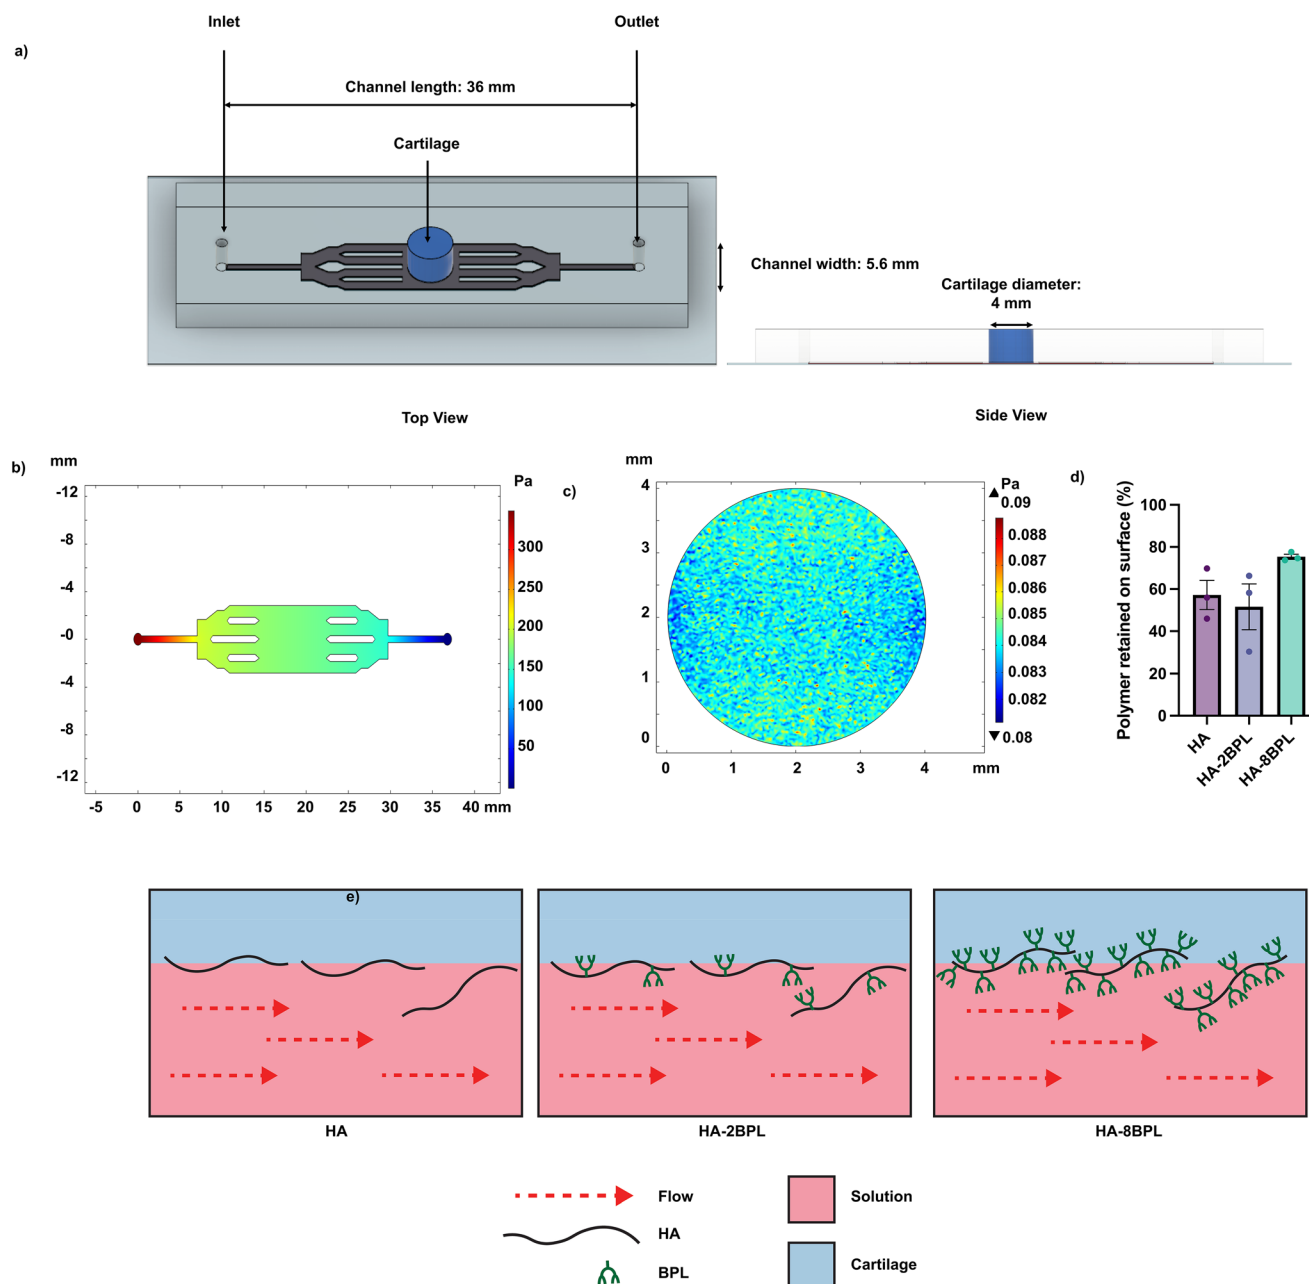 Inlet
Outlet
a)
Channel length: 36 mm
Cartilage
Channel width: 5.6 mm
Cartilage diameter:
4 mm
Top View
Side View
b)
mm
Pa
-12
-8
-4
-0
4
-8
-12
-5
0
5
10
15
20
25
30
35
40 mm
300
250
200
150
100
50
c)
mm
4
3
2
1
0
0
1
2
3
4
mm
Pa
0.09
0.088
0.087
0.086
0.085
0.084
0.083
0.082
0.08
d)
Polymer retained on surface (%)
100
80
60
40
20
0
HA
HA-2BPL
HA-8BPL
e)
HA
HA-2BPL
HA-8BPL
Flow
Solution
HA
BPL
Cartilage